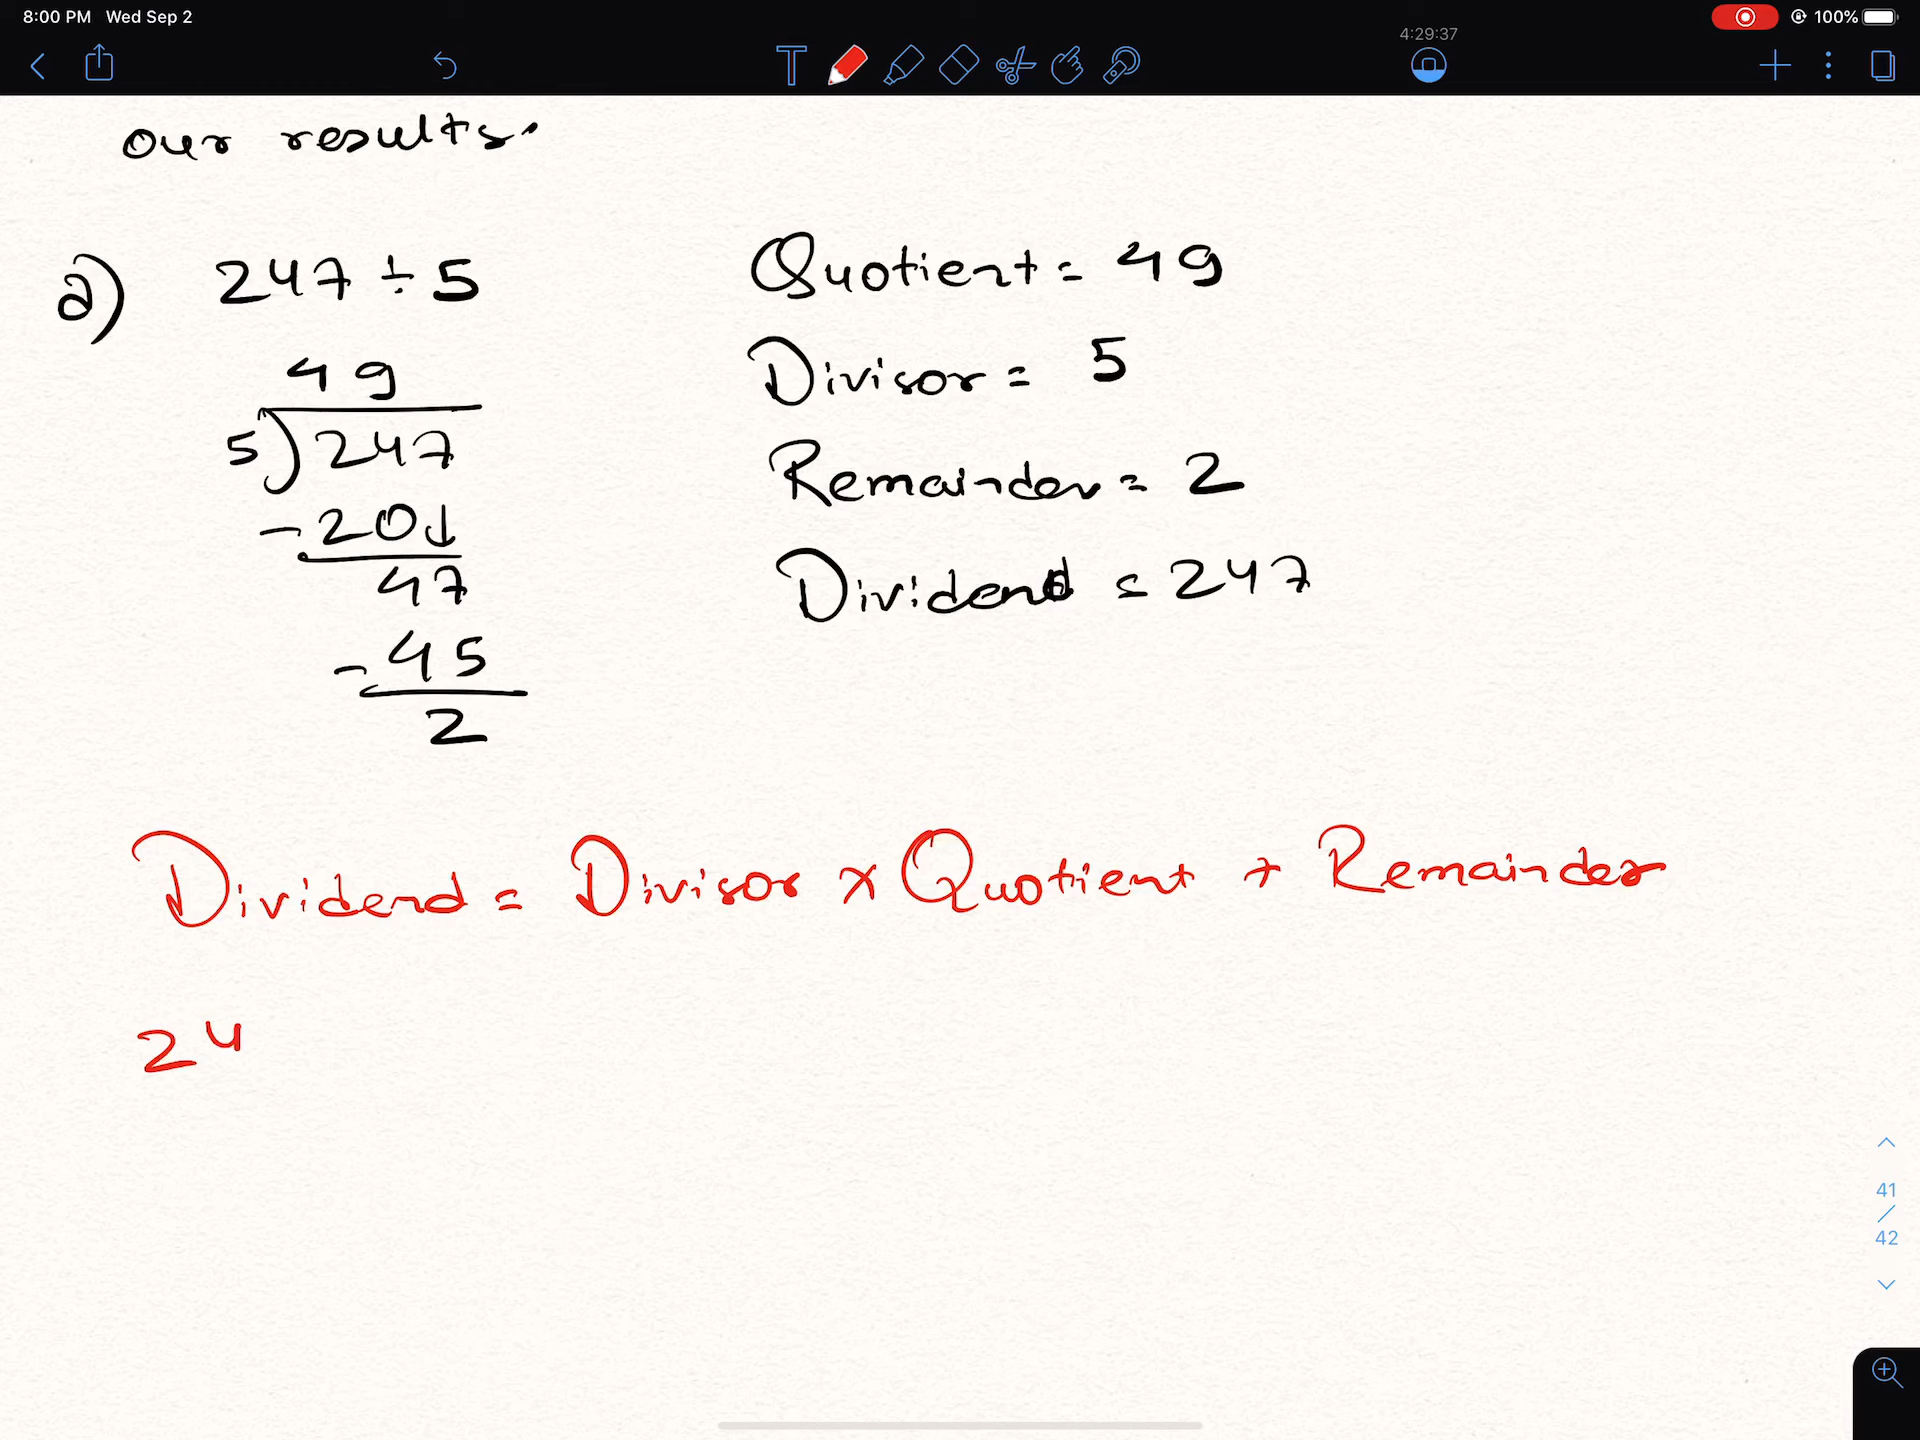 8:00 PM Wed Sep 2
100%
4:29:37
T
our results.
a) 247 ÷ 5
49
5)247
-20↓
47
-45
2
Quotient = 49
Divisor = 5
Remainder = 2
Dividend = 247
Dividend = Divisor x Quotient + Remainder
24
41
/
42